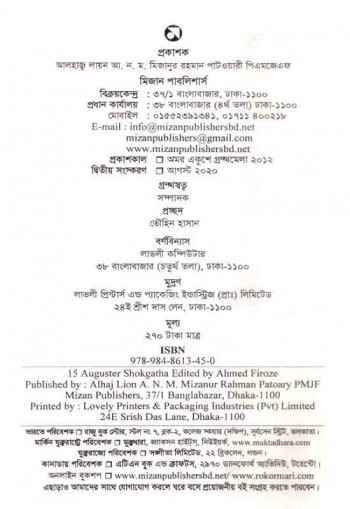 প্রকাশক
আলহাজ্ব লায়ন আ. ন. ম. মিজানুর রহমান পাটওয়ারী পিএমজেএফ
মিজান পাবলিশার্স
বিক্রয়কেন্দ্র : ৩৭/১ বাংলাবাজার, ঢাকা-১১০০
প্রধান কার্যালয় : ৩৮ বাংলাবাজার (৪র্থ তলা) ঢাকা-১১০০
মোবাইল : ০১৫৫২৩৯১৩৪১, ০১৭১১ ৪০০২১৮
E-mail : info@mizanpublishersbd.net
mizanpublishers@gmail.com
www.mizanpublishersbd.net
প্রকাশকাল □ অমর একুশে গ্রন্থমেলা ২০১২
দ্বিতীয় সংস্করণ □ আগস্ট ২০২০
গ্রন্থস্বত্ব
সম্পাদক
প্রচ্ছদ
তৌহিন হাসান
বর্ণবিন্যাস
লাভলী কম্পিউটার
৩৮ বাংলাবাজার (চতুর্থ তলা), ঢাকা-১১০০
মুদ্রণ
লাভলী প্রিন্টার্স এন্ড প্যাকেজিং ইন্ডাস্ট্রিজ (প্রাঃ) লিমিটেড
২৪ই শ্রীশ দাস লেন, ঢাকা-১১০০
মূল্য
২৭০ টাকা মাত্র
ISBN
978-984-8613-45-0
15 Auguster Shokgatha Edited by Ahmed Firoze
Published by : Alhaj Lion A. N. M. Mizanur Rahman Patoary PMJF
Mizan Publishers, 37/1 Banglabazar, Dhaka-1100
Printed by : Lovely Printers & Packaging Industries (Pvt) Limited
24E Srish Das Lane, Dhaka-1100
ভারতে পরিবেশক □ রাজু বুক স্টোর, স্টল নং ৭, ব্লক-২, কলেজ স্কয়ার (দক্ষিণ), সূর্যসেন স্ট্রিট, কলকাতা।
মার্কিন যুক্তরাষ্ট্রে পরিবেশক □ মুক্তধারা, জ্যাকসন হাইটস্, নিউইয়র্ক, www.muktadhara.com
যুক্তরাজ্যে পরিবেশক □ সঙ্গীতা লিমিটেড, ২২ ব্রিকলেন, লন্ডন।
কানাডায় পরিবেশক □ এটিএন বুক এন্ড ক্রাফটস, ২৯৭০ ড্যানফোর্থ অ্যাভিনিউ, টরেন্টো।
অনলাইন বুকশপ □ www.mizanpublishersbd.net/ www.rokomari.com
এছাড়াও আমাদের সাথে যোগাযোগ করলে ঘরে বসে প্রয়োজনীয় বই সংগ্রহ করতে পারবেন।